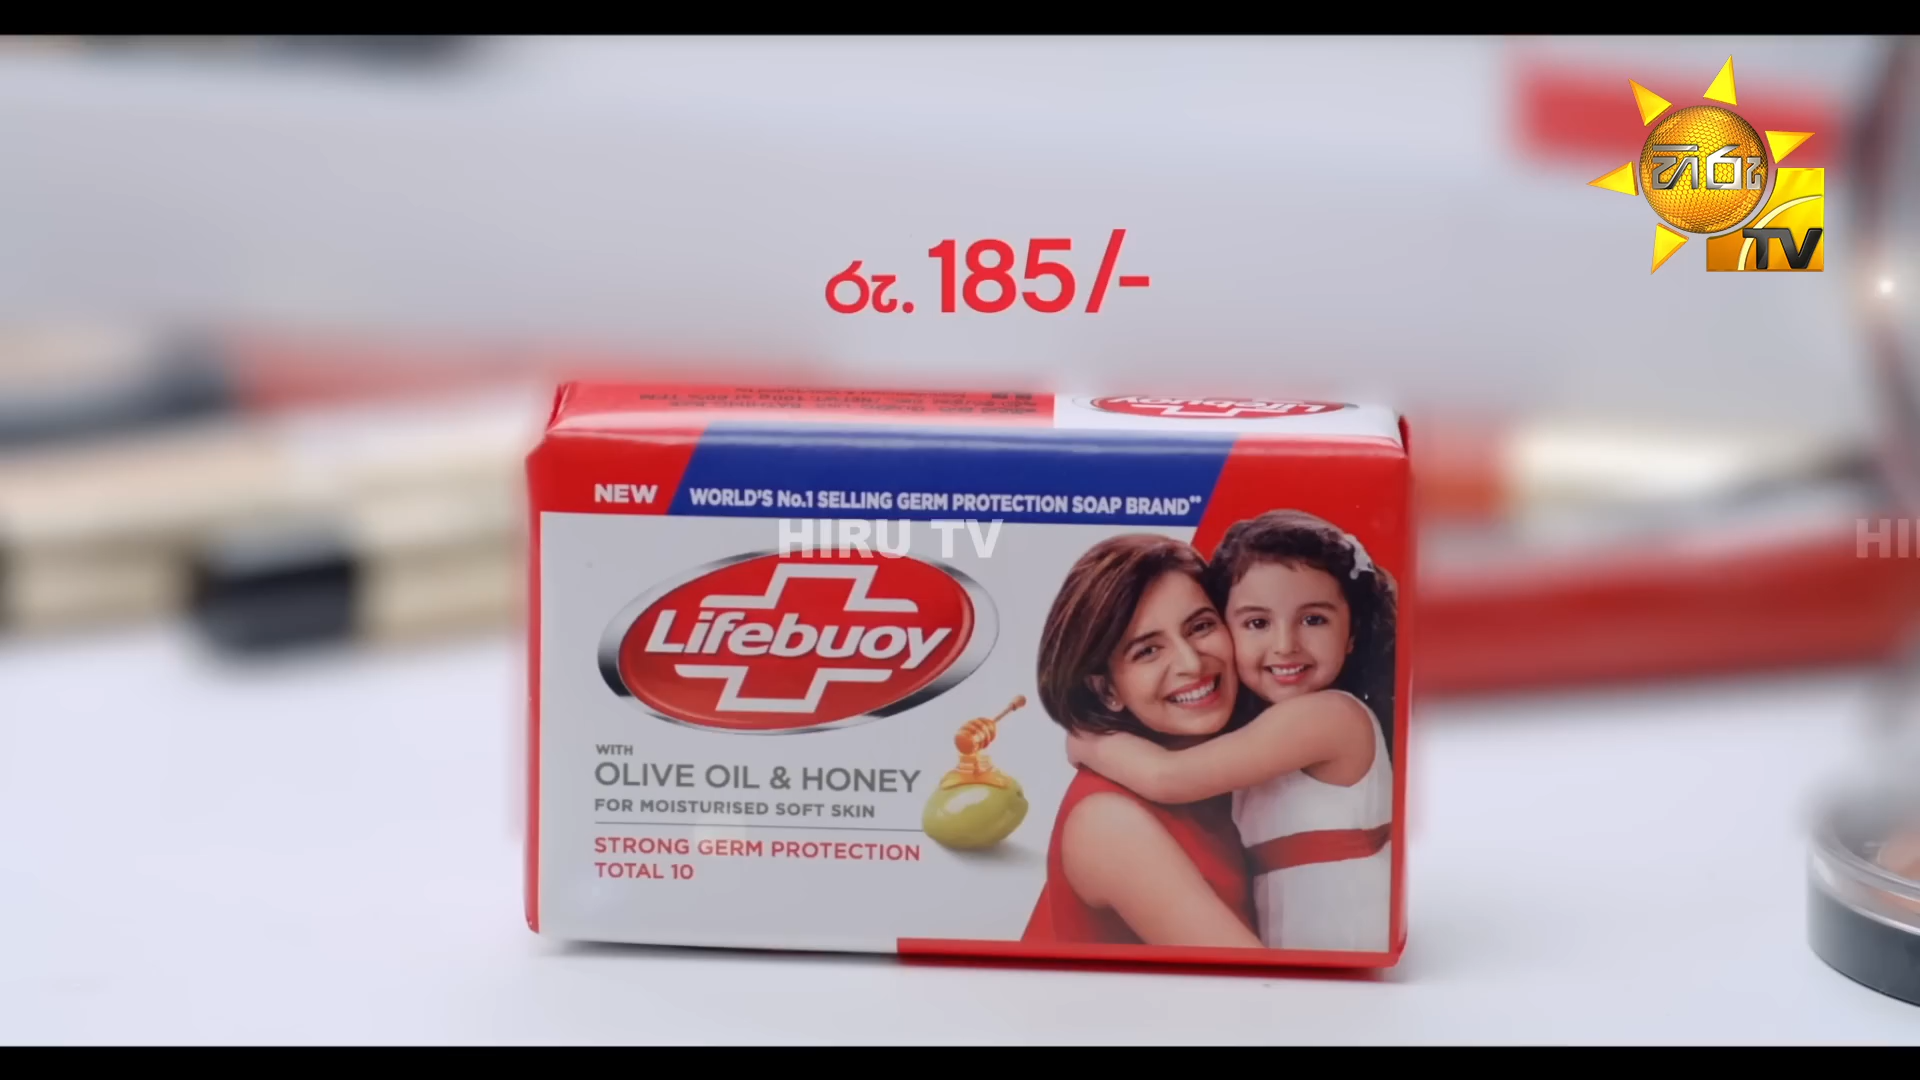 හිරු
TV
රු. 185/-
Lifebuoy
NEW
WORLD'S No.1 SELLING GERM PROTECTION SOAP BRAND**
HIRU TV
HI
Lifebuoy
WITH
OLIVE OIL & HONEY
FOR MOISTURISED SOFT SKIN
STRONG GERM PROTECTION
TOTAL 10